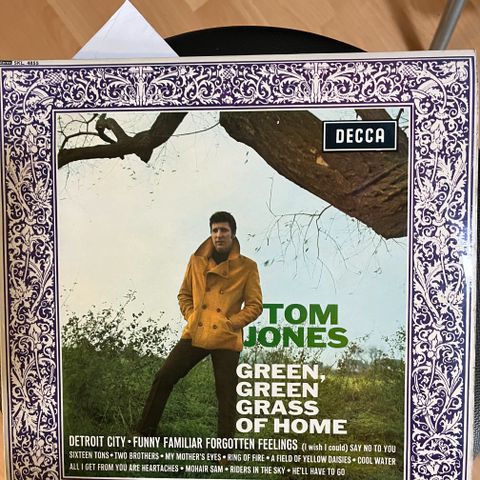 SKL. 4855
DECCA
TOM
JONES
GREEN,
GREEN
GRASS
OF HOME
DETROIT CITY • FUNNY FAMILIAR FORGOTTEN FEELINGS (I wish I could) SAY NO TO YOU
SIXTEEN TONS • TWO BROTHERS • MY MOTHER'S EYES • RING OF FIRE • A FIELD OF YELLOW DAISIES • COOL WATER
ALL I GET FROM YOU ARE HEARTACHES • MOHAIR SAM • RIDERS IN THE SKY • HE'LL HAVE TO GO